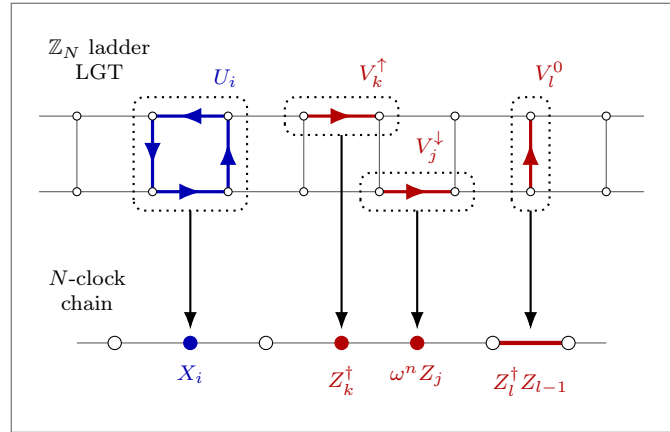 ℤ_N ladder
LGT
U_i
V_k^↑
V_j^↓
V_l^0
N-clock
chain
X_i
Z_k^†
ω^n Z_j
Z_l^† Z_{l−1}